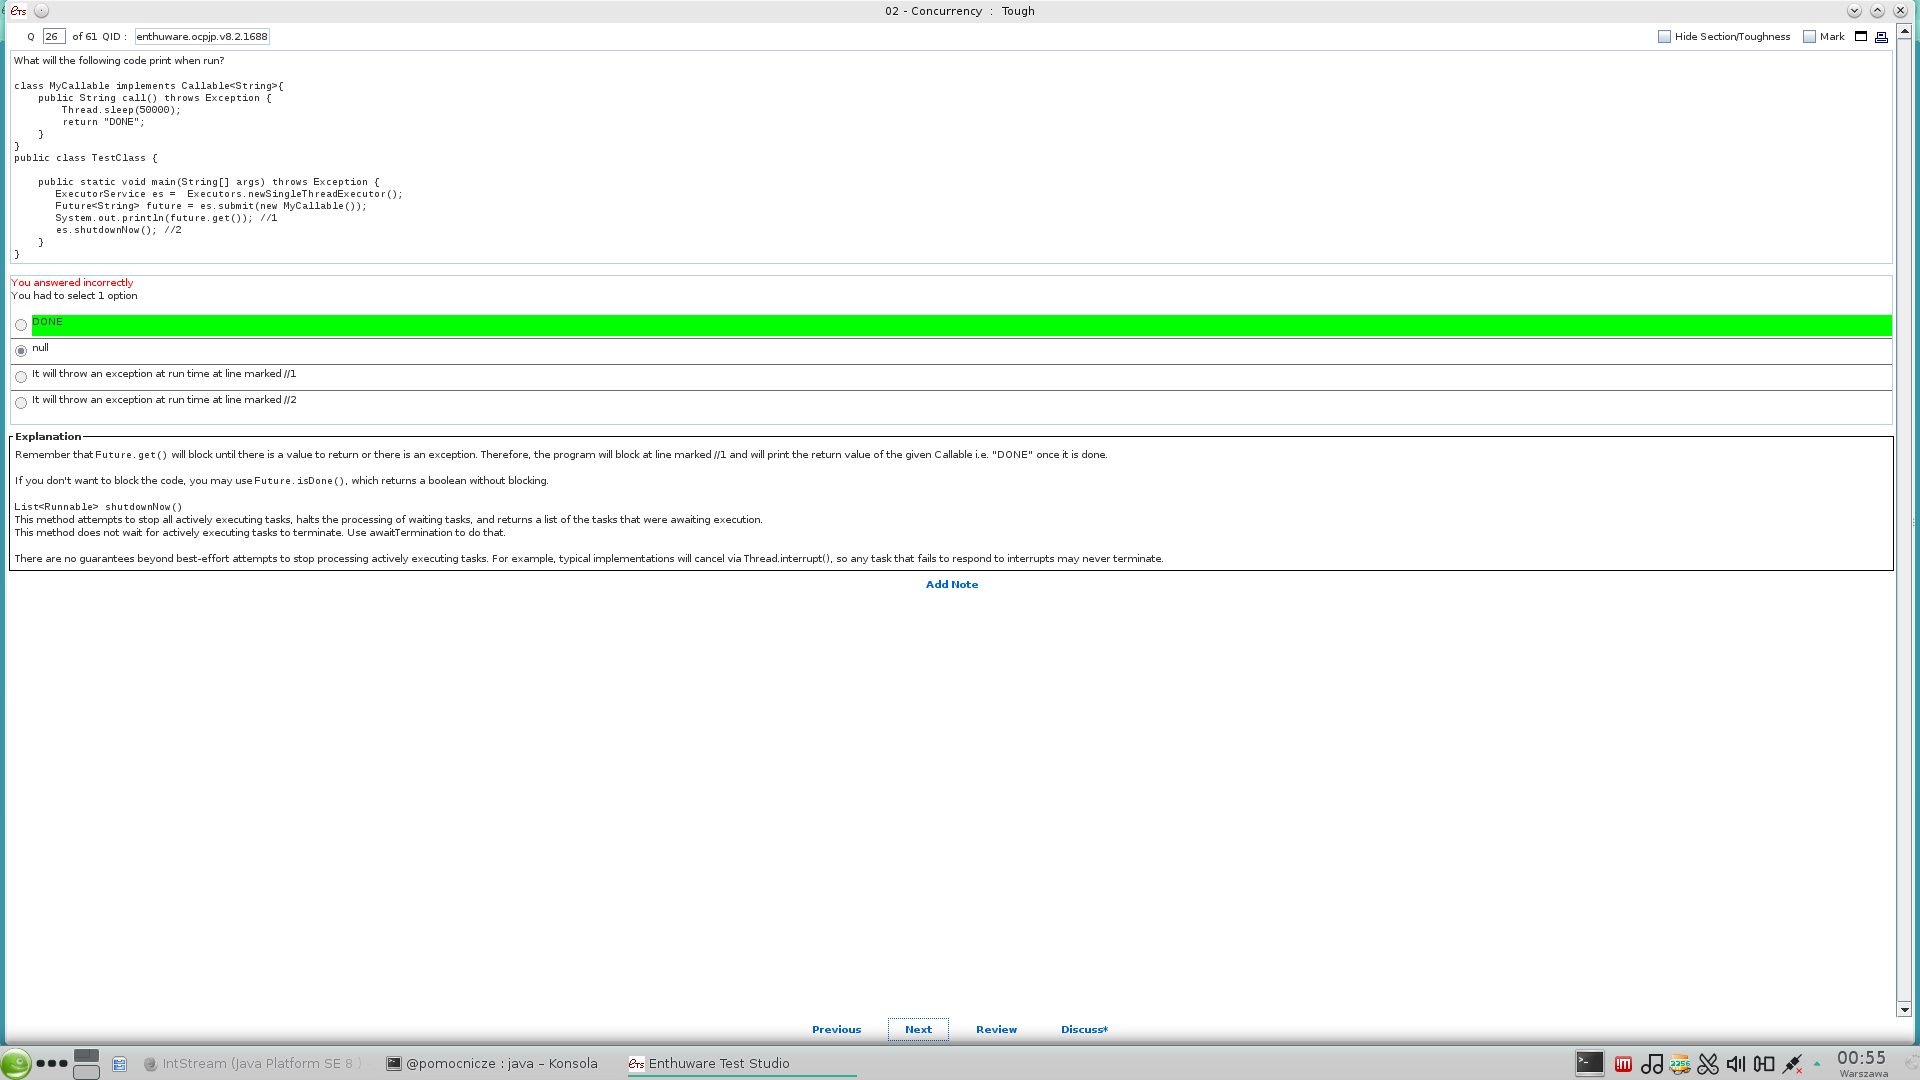 ETS
02 - Concurrency : Tough
Q 26 of 61 QID : enthuware.ocpjp.v8.2.1688
Hide Section/Toughness Mark
What will the following code print when run?
class MyCallable implements Callable<String>{
public String call() throws Exception {
Thread.sleep(50000);
return "DONE";
}
}
public class TestClass {
public static void main(String[] args) throws Exception {
ExecutorService es =  Executors.newSingleThreadExecutor();
Future<String> future = es.submit(new MyCallable());
System.out.println(future.get()); //1
es.shutdownNow(); //2
}
}
You answered incorrectly
You had to select 1 option
DONE
null
It will throw an exception at run time at line marked //1
It will throw an exception at run time at line marked //2
Explanation
Remember that Future.get() will block until there is a value to return or there is an exception. Therefore, the program will block at line marked //1 and will print the return value of the given Callable i.e. "DONE" once it is done.
If you don't want to block the code, you may use Future.isDone(), which returns a boolean without blocking.
List<Runnable> shutdownNow()
This method attempts to stop all actively executing tasks, halts the processing of waiting tasks, and returns a list of the tasks that were awaiting execution.
This method does not wait for actively executing tasks to terminate. Use awaitTermination to do that.
There are no guarantees beyond best-effort attempts to stop processing actively executing tasks. For example, typical implementations will cancel via Thread.interrupt(), so any task that fails to respond to interrupts may never terminate.
Add Note
Previous Next Review Discuss*
IntStream (Java Platform SE 8 ) @pomocnicze : java – Konsola ETS Enthuware Test Studio
00:55
Warszawa